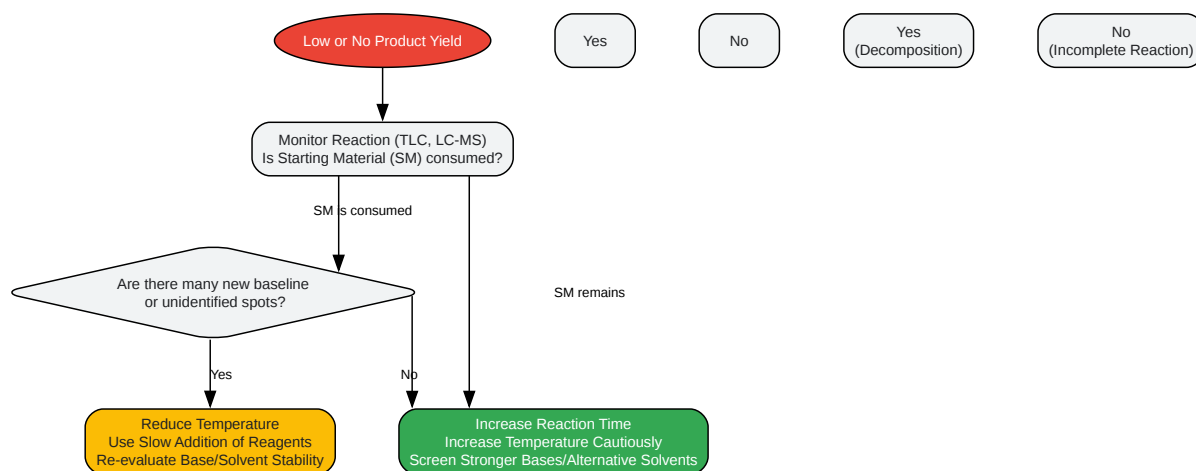 Low or No Product Yield
Yes
No
Yes
(Decomposition)
No
(Incomplete Reaction)
Monitor Reaction (TLC, LC-MS)
Is Starting Material (SM) consumed?
SM is consumed
Are there many new baseline
or unidentified spots?
SM remains
Yes
No
Reduce Temperature
Use Slow Addition of Reagents
Re-evaluate Base/Solvent Stability
Increase Reaction Time
Increase Temperature Cautiously
Screen Stronger Bases/Alternative Solvents